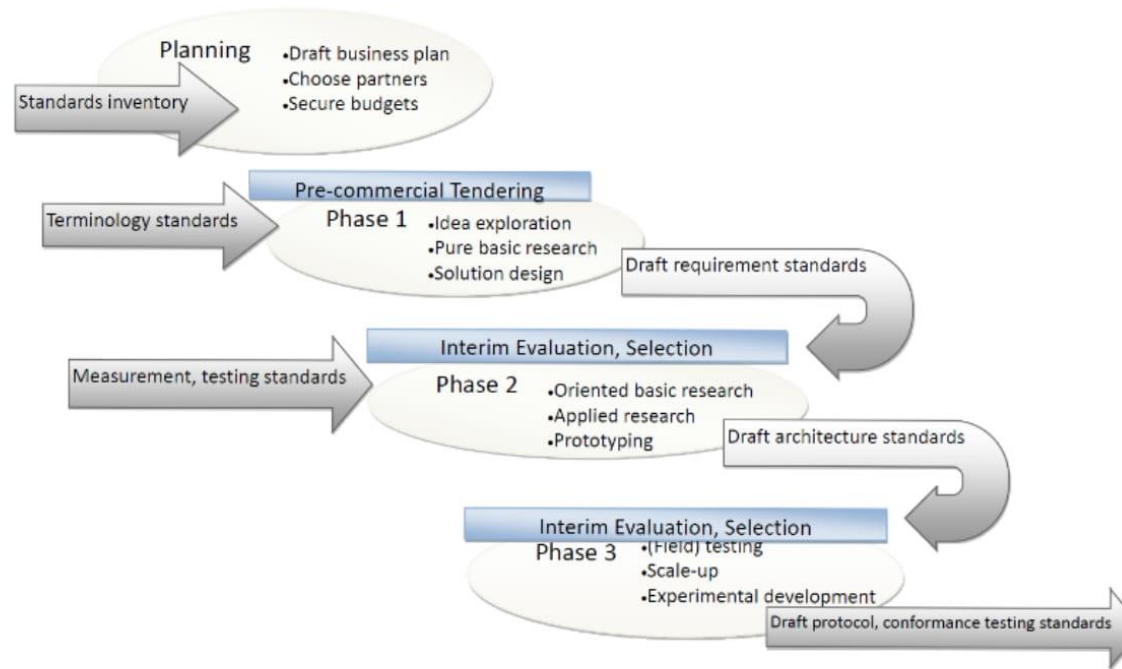 Planning
•Draft business plan
•Choose partners
•Secure budgets
Standards inventory
Pre-commercial Tendering
Terminology standards
Phase 1
•Idea exploration
•Pure basic research
•Solution design
Draft requirement standards
Interim Evaluation, Selection
Measurement, testing standards
Phase 2
•Oriented basic research
•Applied research
•Prototyping
Draft architecture standards
Interim Evaluation, Selection
Phase 3
•(Field) testing
•Scale-up
•Experimental development
Draft protocol, conformance testing standards